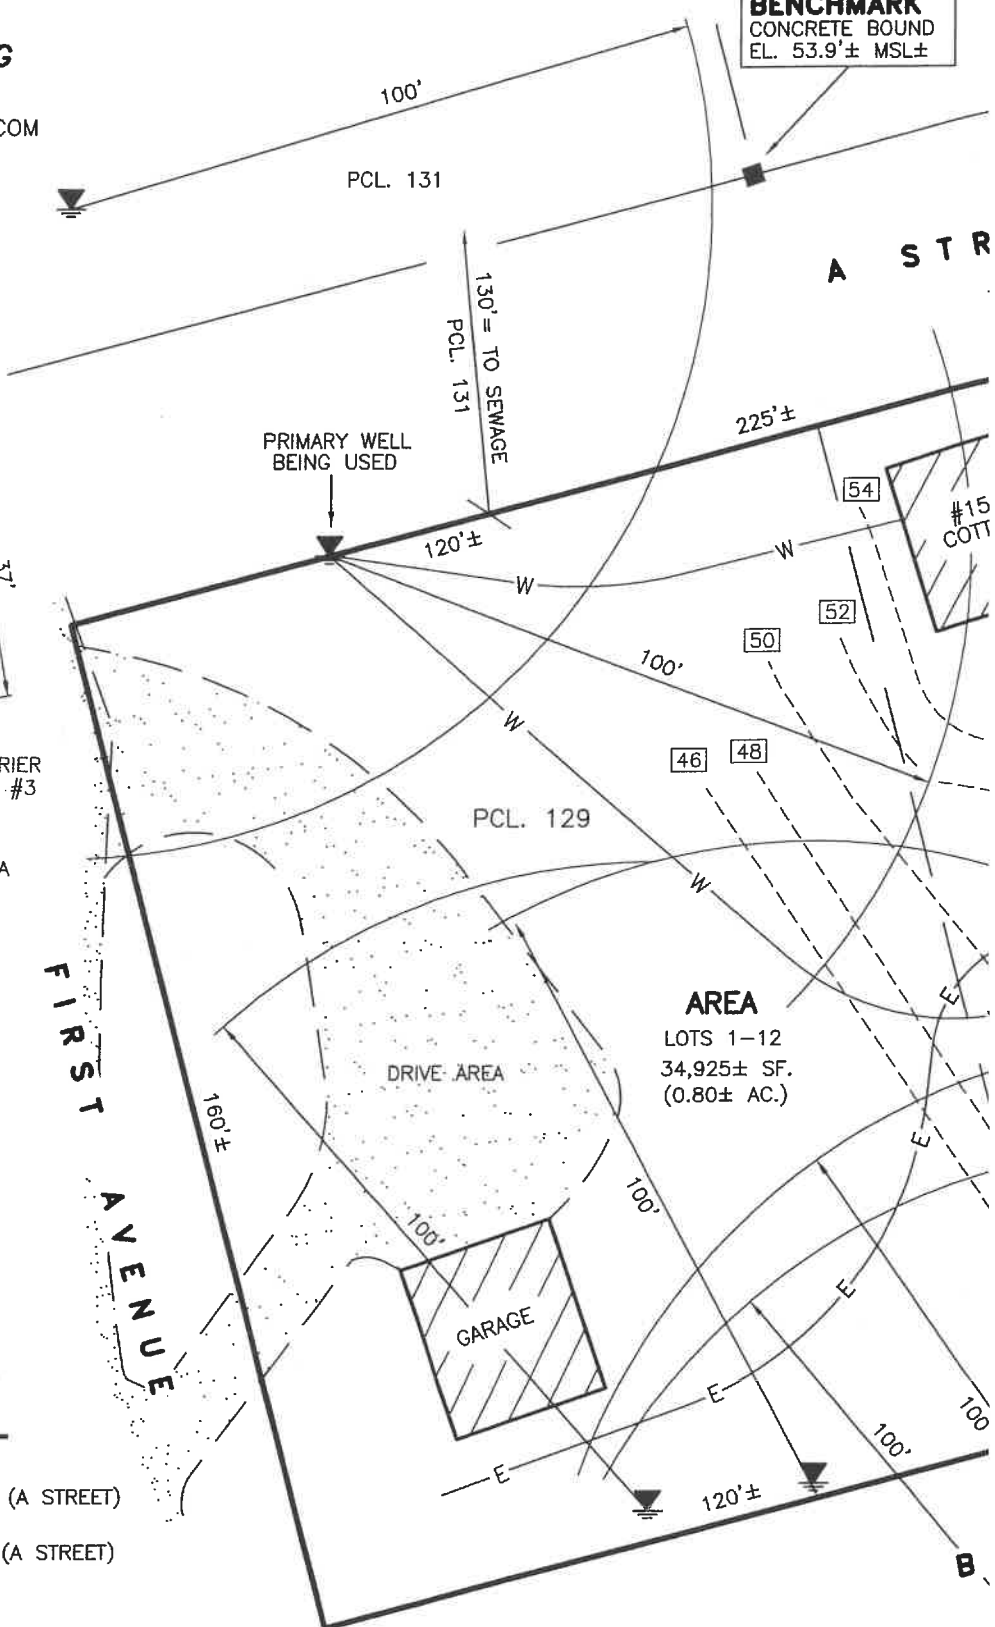 BENCHMARK
CONCRETE BOUND
EL. 53.9'± MSL±
G
COM
100'
PCL. 131
A STR
130'= TO SEWAGE
PCL. 131
225'±
PRIMARY WELL
BEING USED
120'±
W
W
54
#15
COTT
37'
52
50
100'
W
46
48
RIER
#3
PCL. 129
A
W
FIRST AVENUE
AREA
LOTS 1-12
34,925± SF.
(0.80± AC.)
E
DRIVE AREA
160'±
E
100'
100'
E
GARAGE
E
100
100'
E
(A STREET)
120'±
(A STREET)
B